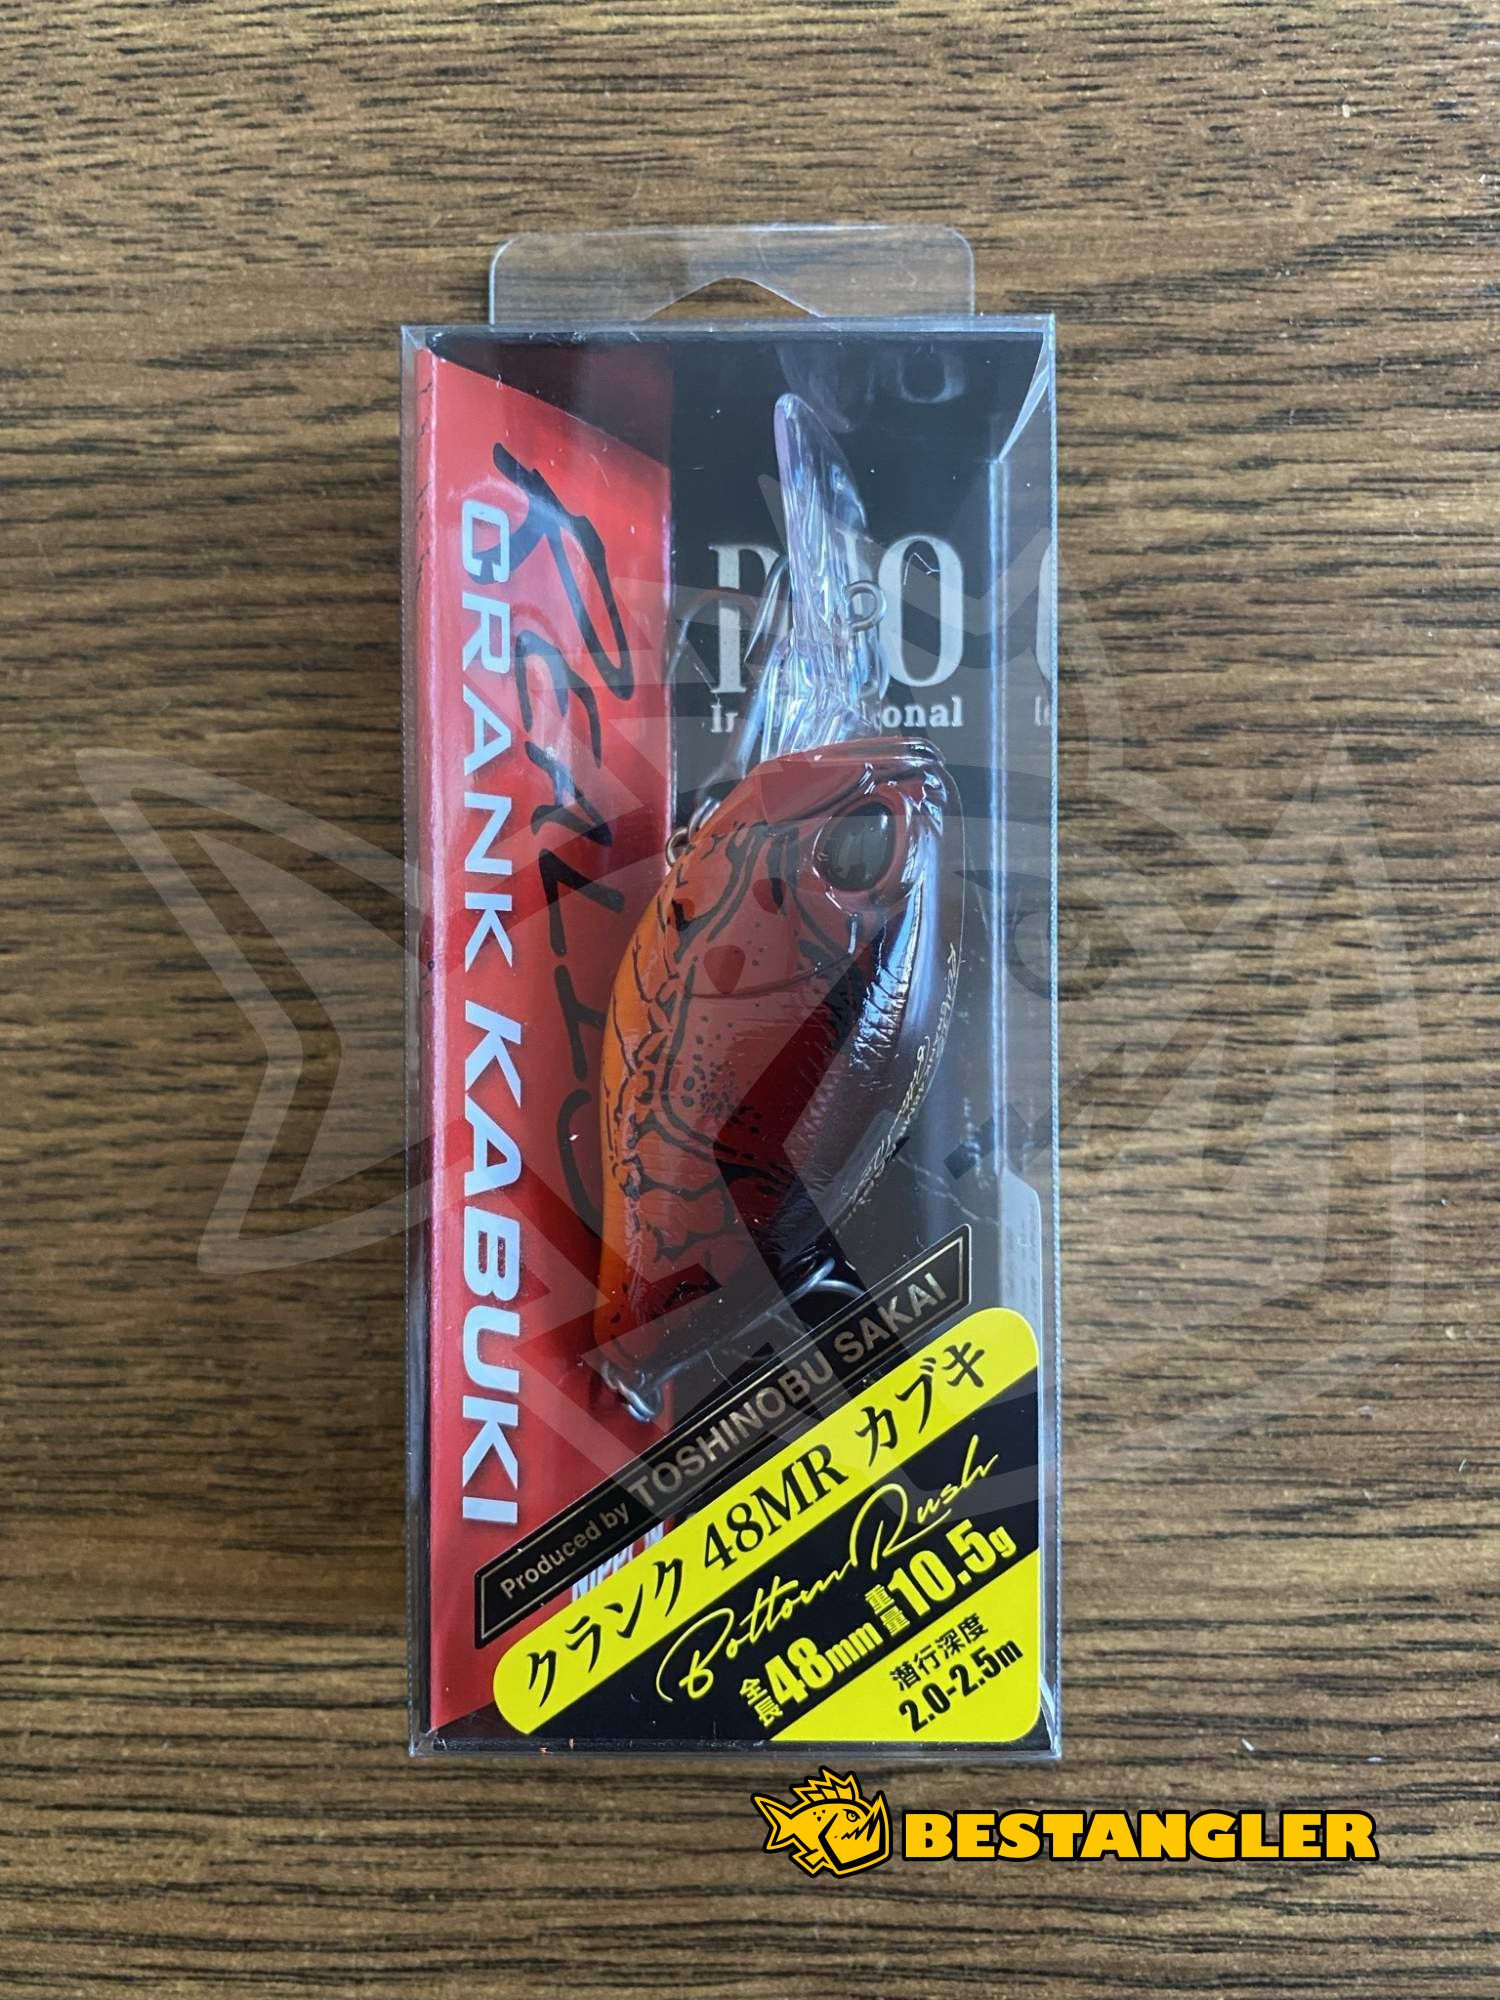 REALIS
CRANK KABUKI
DUO
International
Produced by TOSHINOBU SAKAI
クランク 48MR カブキ
Bottom Rush
全長48mm 重量10.5g
潜行深度
2.0-2.5m
BESTANGLER